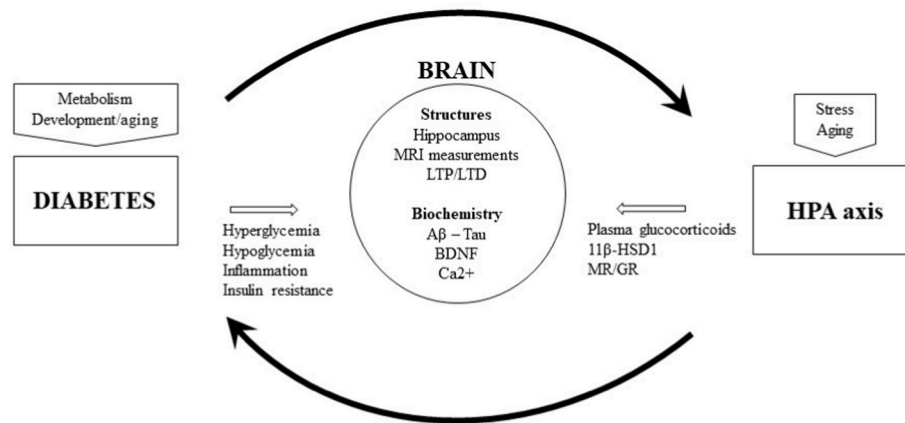 BRAIN
Metabolism
Development/aging
DIABETES
Hyperglycemia
Hypoglycemia
Inflammation
Insulin resistance
Structures
Hippocampus
MRI measurements
LTP/LTD
Biochemistry
Aβ – Tau
BDNF
Ca2+
Stress
Aging
HPA axis
Plasma glucocorticoids
11β-HSD1
MR/GR